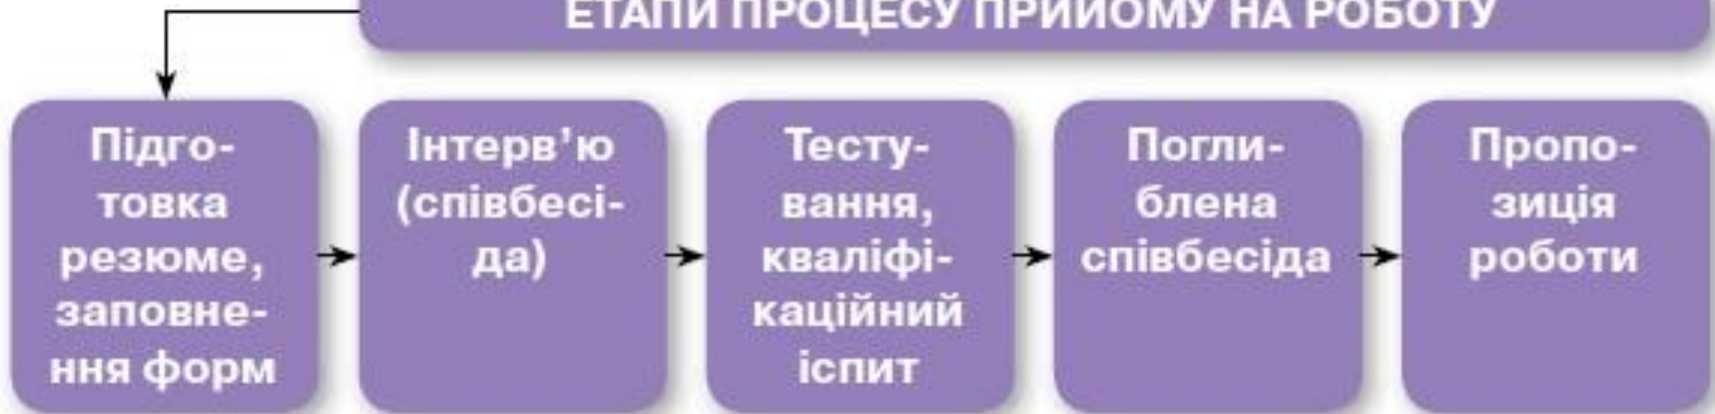 ЕТАПИ ПРОЦЕСУ ПРИЙОМУ НА РОБОТУ
Підго-
товка
резюме,
заповне-
ння форм
Інтерв’ю
(співбесі-
да)
Тесту-
вання,
кваліфі-
каційний
іспит
Погли-
блена
співбесіда
Пропо-
зиція
роботи